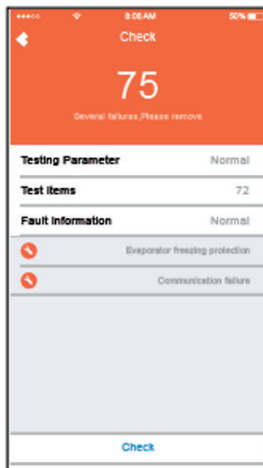 8:08 AM
50%
Check
75
Several failures,Please remove
Testing Parameter Normal
Test Items 72
Fault Information Normal
Evaporator freezing protection
Communication failure
Check